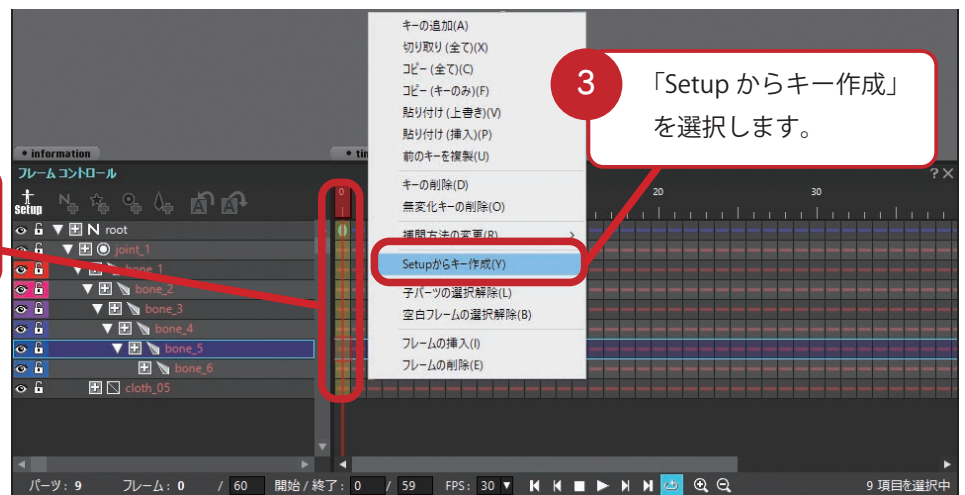 キーの追加(A)
切り取り (全て)(X)
コピー (全て)(C)
コピー (キーのみ)(F)
貼り付け (上書き)(V)
貼り付け (挿入)(P)
前のキーを複製(U)
キーの削除(D)
無変化キーの削除(O)
補間方法の変更(R)
Setupからキー作成(Y)
子パーツの選択解除(L)
空白フレームの選択解除(B)
フレームの挿入(I)
フレームの削除(E)
3
「Setup からキー作成」
を選択します。
information
フレームコントロール
?
Setup
0
20
30
N root
joint_1
bone_1
bone_2
bone_3
bone_4
bone_5
bone_6
cloth_05
パーツ: 9 フレーム: 0 / 60 開始/終了: 0 / 59 FPS: 30 9 項目を選択中